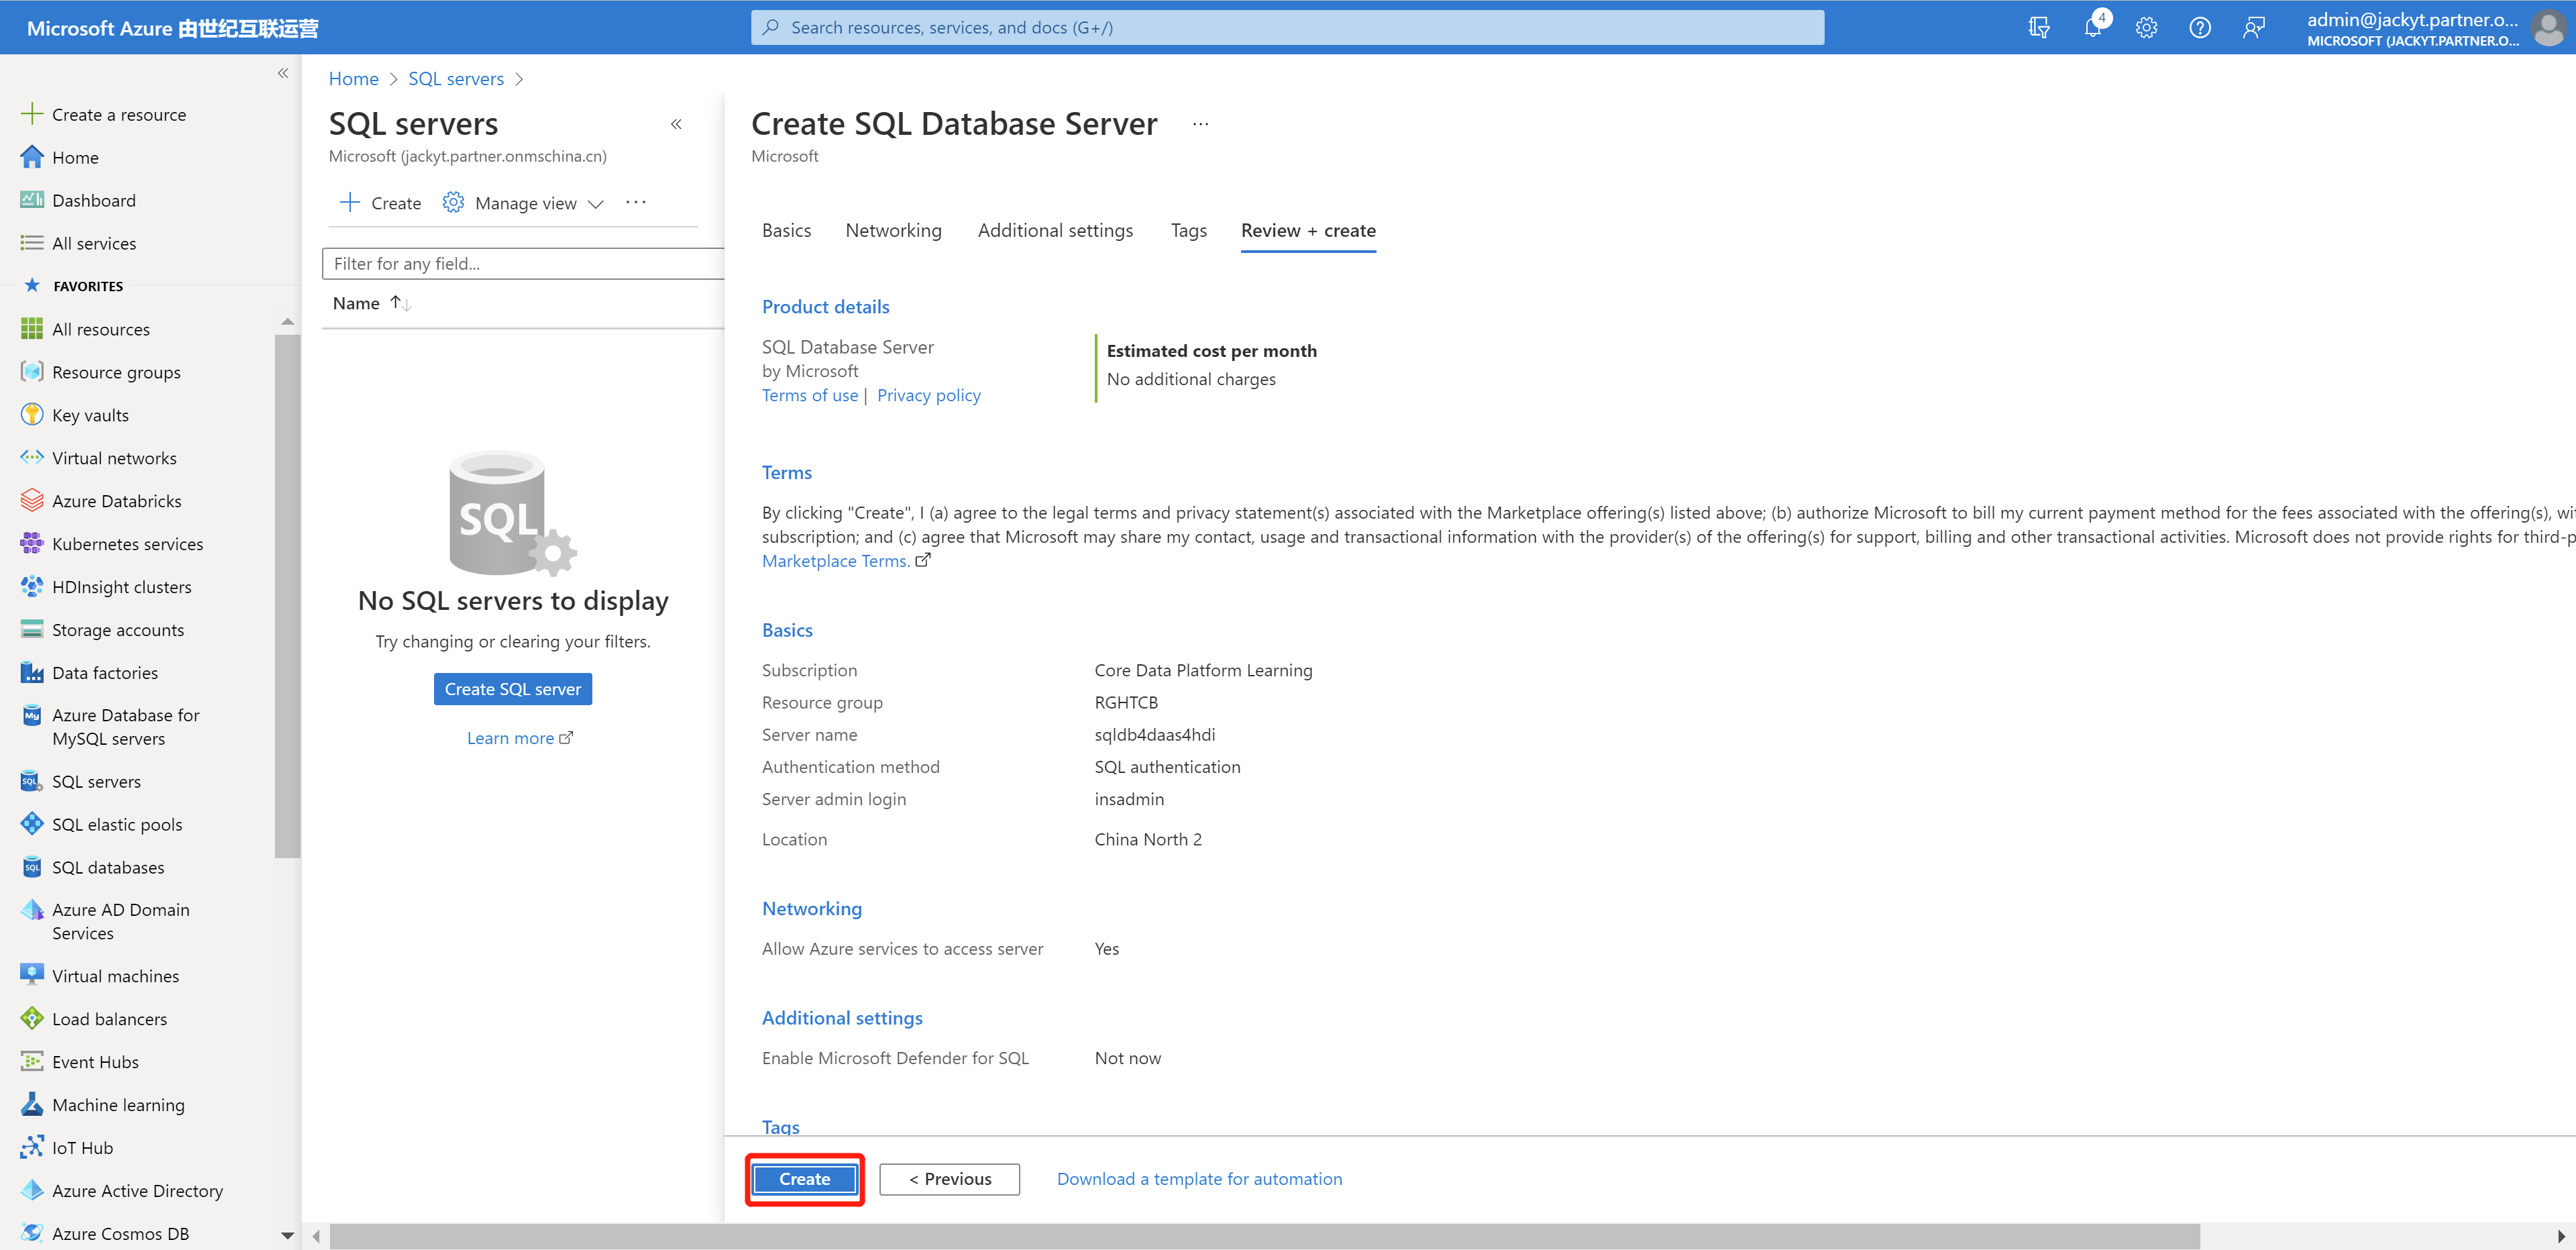 Microsoft Azure 由世纪互联运营
Search resources, services, and docs (G+/)
4
admin@jackyt.partner.o...
MICROSOFT (JACKYT.PARTNER.O...
Create a resource
Home
Dashboard
All services
FAVORITES
All resources
Resource groups
Key vaults
Virtual networks
Azure Databricks
Kubernetes services
HDInsight clusters
Storage accounts
Data factories
Azure Database for
MySQL servers
SQL servers
SQL elastic pools
SQL databases
Azure AD Domain
Services
Virtual machines
Load balancers
Event Hubs
Machine learning
IoT Hub
Azure Active Directory
Azure Cosmos DB
Home > SQL servers >
SQL servers
Microsoft (jackyt.partner.onmschina.cn)
Create Manage view ...
Filter for any field...
Name
SQL
No SQL servers to display
Try changing or clearing your filters.
Create SQL server
Learn more
Create SQL Database Server ...
Microsoft
Basics Networking Additional settings Tags Review + create
Product details
SQL Database Server
by Microsoft
Terms of use | Privacy policy
Estimated cost per month
No additional charges
Terms
By clicking "Create", I (a) agree to the legal terms and privacy statement(s) associated with the Marketplace offering(s) listed above; (b) authorize Microsoft to bill my current payment method for the fees associated with the offering(s), wi
subscription; and (c) agree that Microsoft may share my contact, usage and transactional information with the provider(s) of the offering(s) for support, billing and other transactional activities. Microsoft does not provide rights for third-p
Marketplace Terms.
Basics
Subscription Core Data Platform Learning
Resource group RGHTCB
Server name sqldb4daas4hdi
Authentication method SQL authentication
Server admin login insadmin
Location China North 2
Networking
Allow Azure services to access server Yes
Additional settings
Enable Microsoft Defender for SQL Not now
Tags
Create < Previous Download a template for automation